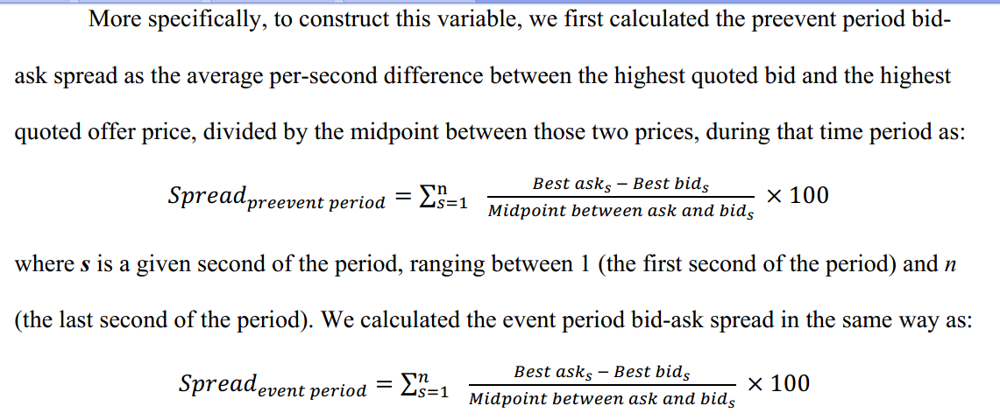 More specifically, to construct this variable, we first calculated the preevent period bid-
ask spread as the average per-second difference between the highest quoted bid and the highest
quoted offer price, divided by the midpoint between those two prices, during that time period as:
Spread_{preevent period} = ∑_{s=1}^{n} \frac{Best ask_s − Best bid_s}{Midpoint between ask and bid_s} × 100
where s is a given second of the period, ranging between 1 (the first second of the period) and n
(the last second of the period). We calculated the event period bid-ask spread in the same way as:
Spread_{event period} = ∑_{s=1}^{n} \frac{Best ask_s − Best bid_s}{Midpoint between ask and bid_s} × 100